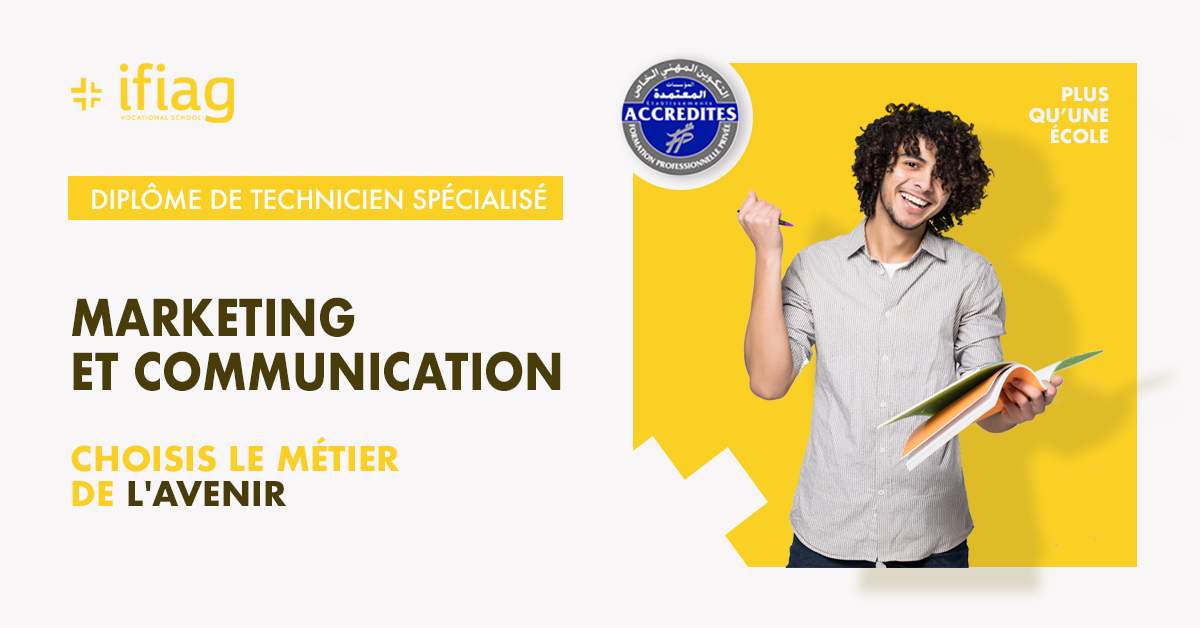 ifiag
VOCATIONAL SCHOOL
DIPLÔME DE TECHNICIEN SPÉCIALISÉ
MARKETING
ET COMMUNICATION
CHOISIS LE MÉTIER
DE L'AVENIR
التكوين المهني الخاص
المؤسسات
المعتمدة
Etablissements
ACCREDITES
FORMATION PROFESSIONNELLE PRIVÉE
PLUS
QU'UNE
ÉCOLE